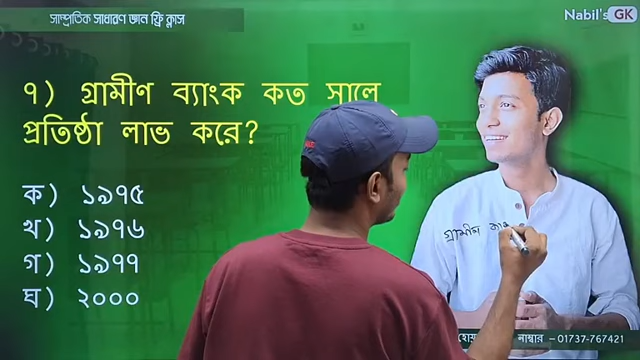 সাম্প্রতিক সাধারণ জ্ঞান ফ্রি ক্লাস
Nabil's GK
৭) গ্রামীণ ব্যাংক কত সালে
প্রতিষ্ঠা লাভ করে?
ক) ১৯৭৫
খ) ১৯৭৬
গ) ১৯৭৭
ঘ) ২০০০
গ্রামীণ
নাম্বার – 01737-767421